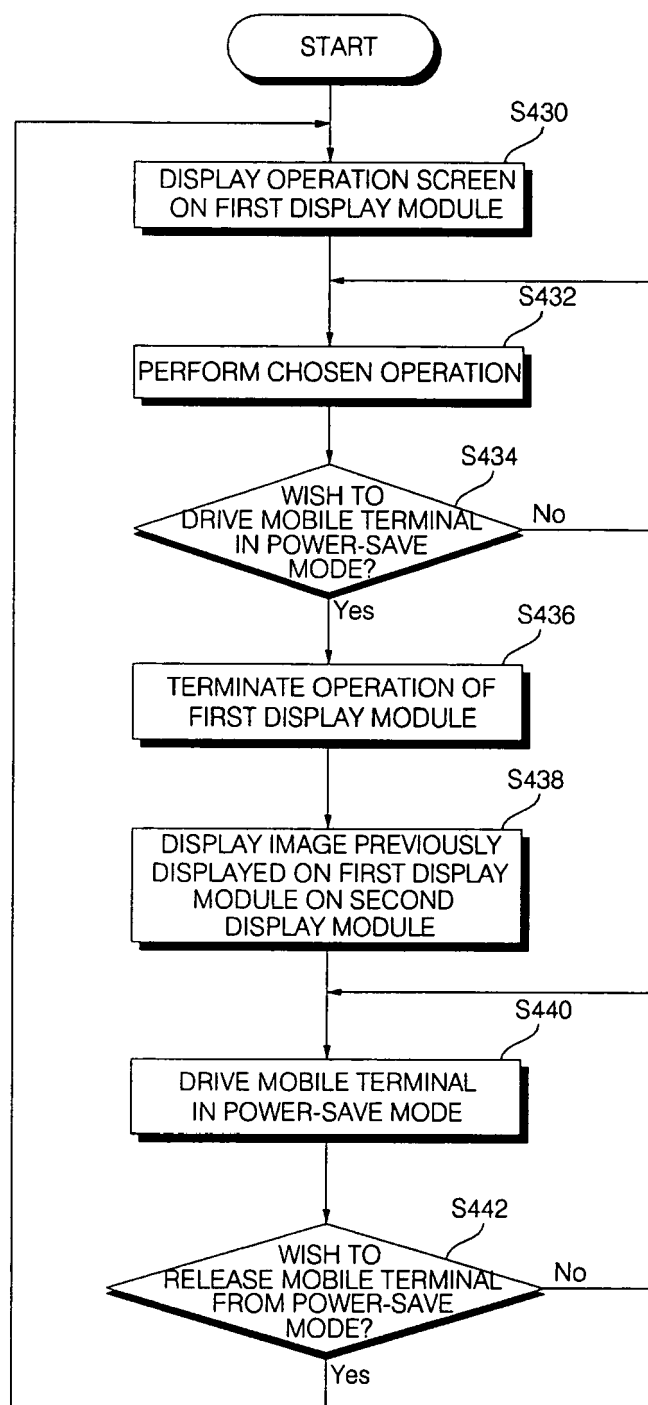 START
S430
DISPLAY OPERATION SCREEN
ON FIRST DISPLAY MODULE
S432
PERFORM CHOSEN OPERATION
S434
WISH TO
DRIVE MOBILE TERMINAL
IN POWER-SAVE
MODE?
No
Yes
S436
TERMINATE OPERATION OF
FIRST DISPLAY MODULE
S438
DISPLAY IMAGE PREVIOUSLY
DISPLAYED ON FIRST DISPLAY
MODULE ON SECOND
DISPLAY MODULE
S440
DRIVE MOBILE TERMINAL
IN POWER-SAVE MODE
S442
WISH TO
RELEASE MOBILE TERMINAL
FROM POWER-SAVE
MODE?
No
Yes